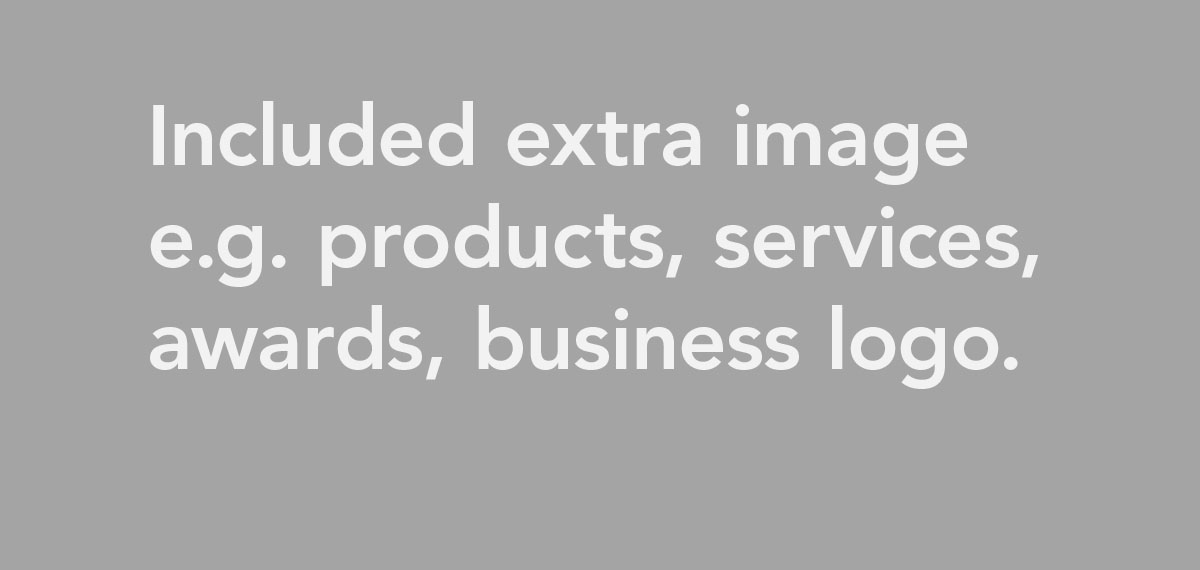 Included extra image
e.g. products, services,
awards, business logo.